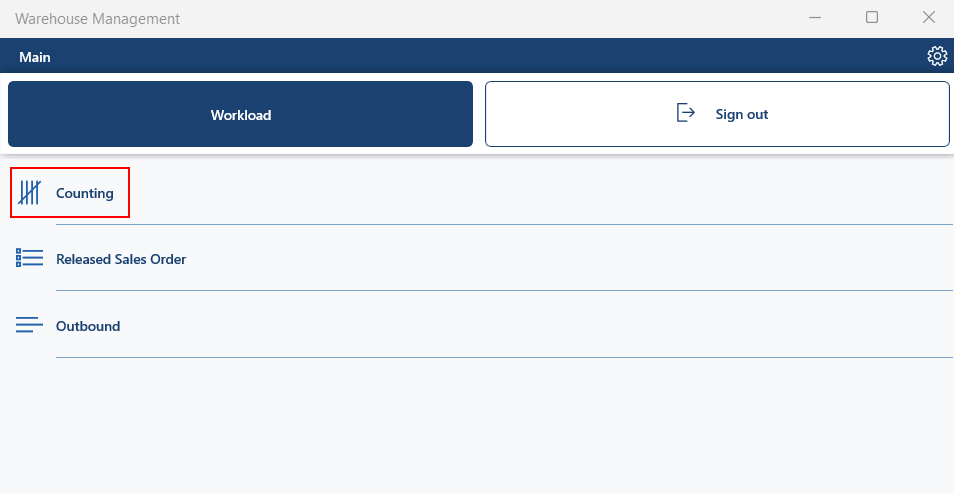 Warehouse Management
Main
Workload
Sign out
Counting
Released Sales Order
Outbound